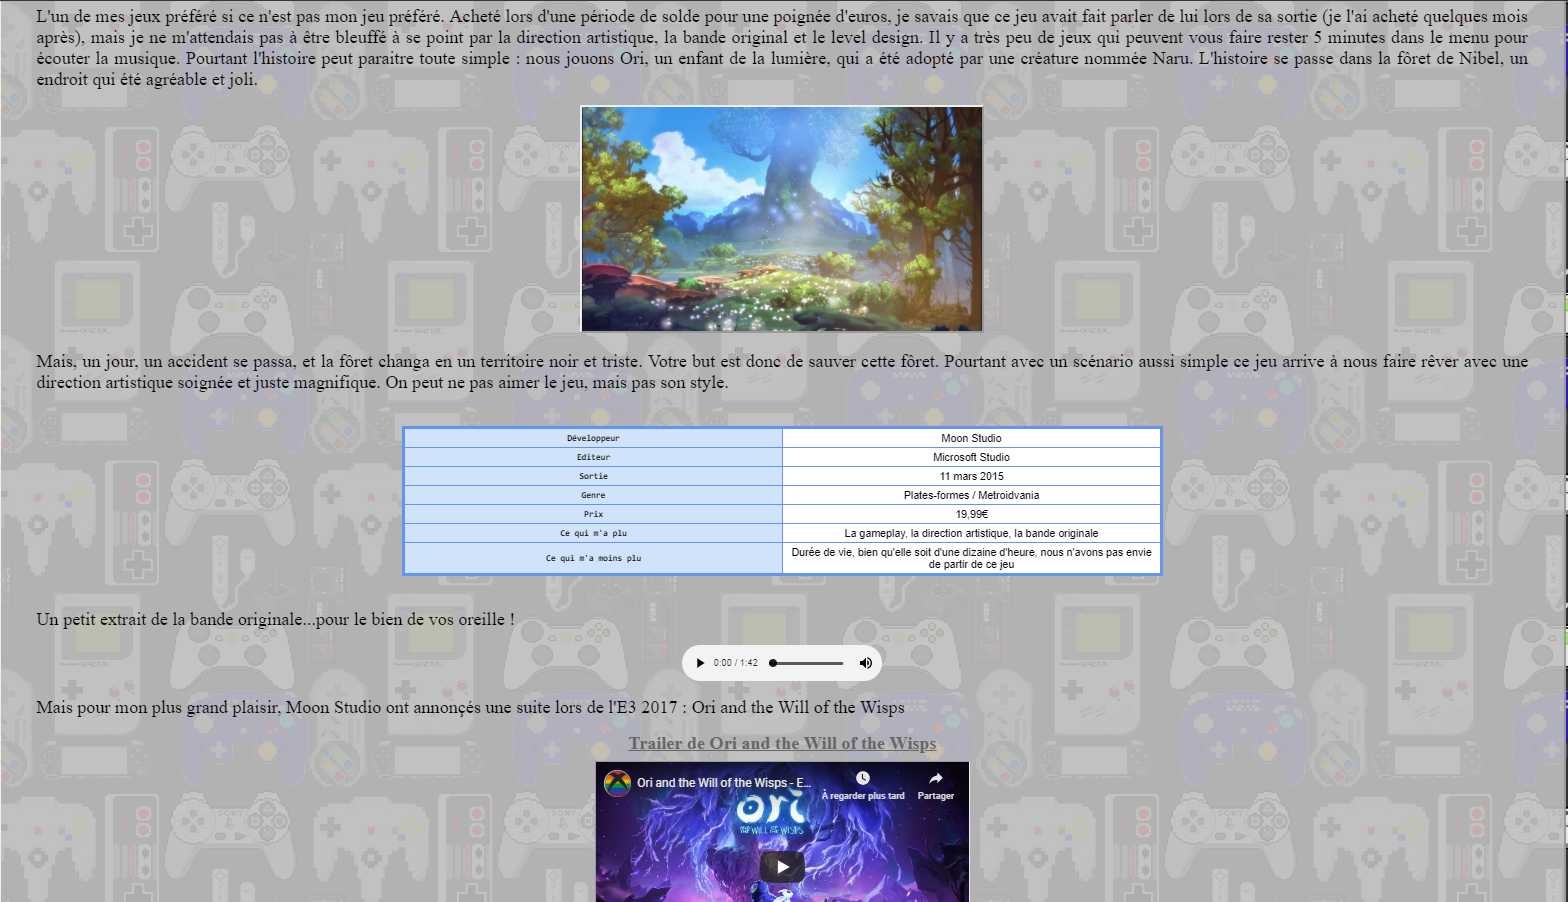 L'un de mes jeux préféré si ce n'est pas mon jeu préféré. Acheté lors d'une période de solde pour une poignée d'euros, je savais que ce jeu avait fait parler de lui lors de sa sortie (je l'ai acheté quelques mois
après), mais je ne m'attendais pas à être bleuffé à se point par la direction artistique, la bande original et le level design. Il y a très peu de jeux qui peuvent vous faire rester 5 minutes dans le menu pour
écouter la musique. Pourtant l'histoire peut paraitre toute simple : nous jouons Ori, un enfant de la lumière, qui a été adopté par une créature nommée Naru. L'histoire se passe dans la fôret de Nibel, un
endroit qui été agréable et joli.
Mais, un jour, un accident se passa, et la fôret changa en un territoire noir et triste. Votre but est donc de sauver cette fôret. Pourtant avec un scénario aussi simple ce jeu arrive à nous faire rêver avec une
direction artistique soignée et juste magnifique. On peut ne pas aimer le jeu, mais pas son style.
Développeur Moon Studio
Editeur Microsoft Studio
Sortie 11 mars 2015
Genre Plates-formes / Metroidvania
Prix 19,99€
Ce qui m'a plu La gameplay, la direction artistique, la bande originale
Ce qui m'a moins plu Durée de vie, bien qu'elle soit d'une dizaine d'heure, nous n'avons pas envie
de partir de ce jeu
Un petit extrait de la bande originale...pour le bien de vos oreille !
0:00 / 1:42
Mais pour mon plus grand plaisir, Moon Studio ont annonçés une suite lors de l'E3 2017 : Ori and the Will of the Wisps
Trailer de Ori and the Will of the Wisps
Ori and the Will of the Wisps - E...
À regarder plus tard
Partager
ori
AND THE WILL OF THE WISPS